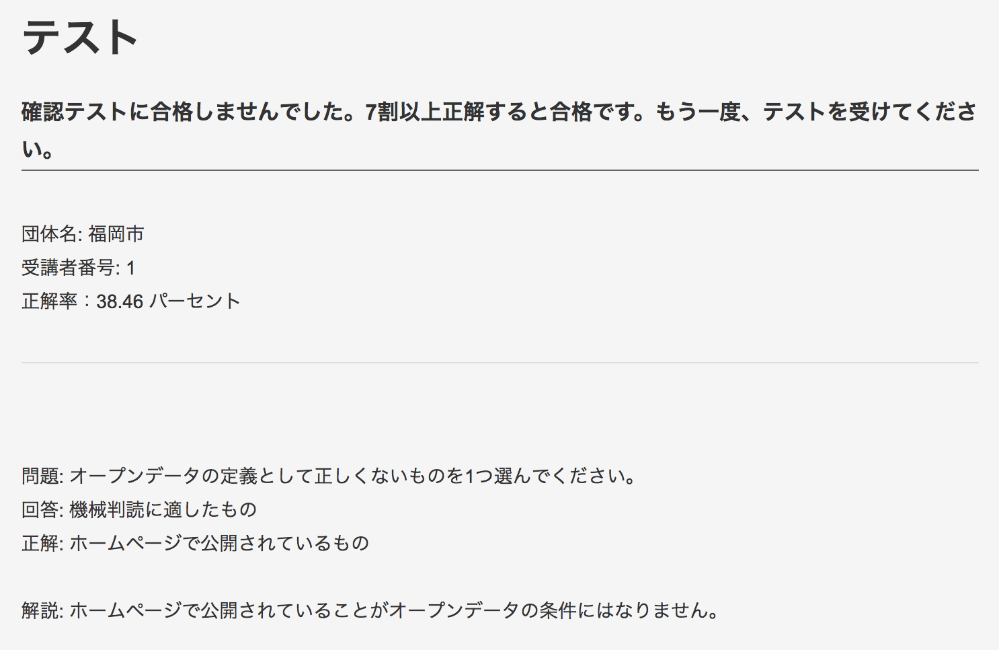 テスト
確認テストに合格しませんでした。7割以上正解すると合格です。もう一度、テストを受けてくださ
い。
団体名: 福岡市
受講者番号: 1
正解率：38.46 パーセント
問題: オープンデータの定義として正しくないものを1つ選んでください。
回答: 機械判読に適したもの
正解: ホームページで公開されているもの
解説: ホームページで公開されていることがオープンデータの条件にはなりません。